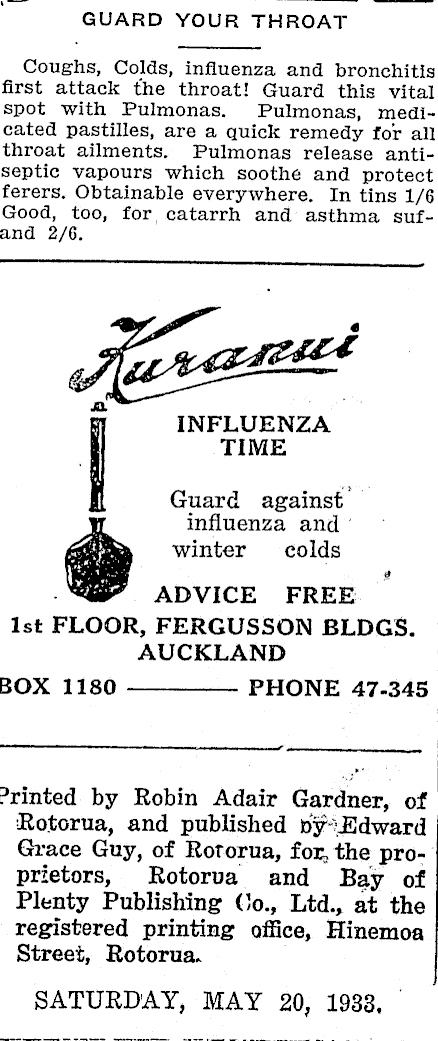 GUARD YOUR THROAT
Coughs, Colds, influenza and bronchitis
first attack the throat! Guard this vital
spot with Pulmonas. Pulmonas, medi-
cated pastilles, are a quick remedy for all
throat ailments. Pulmonas release anti-
septic vapours which soothe and protect
ferers. Obtainable everywhere. In tins 1/6
Good, too, for catarrh and asthma suf-
and 2/6.
Kuranui
INFLUENZA
TIME
Guard against
influenza and
winter colds
ADVICE FREE
1st FLOOR, FERGUSSON BLDGS.
AUCKLAND
BOX 1180 ——— PHONE 47-345
Printed by Robin Adair Gardner, of
Rotorua, and published by Edward
Grace Guy, of Rotorua, for the pro-
prietors, Rotorua and Bay of
Plenty Publishing Co., Ltd., at the
registered printing office, Hinemoa
Street, Rotorua.
SATURDAY, MAY 20, 1933.